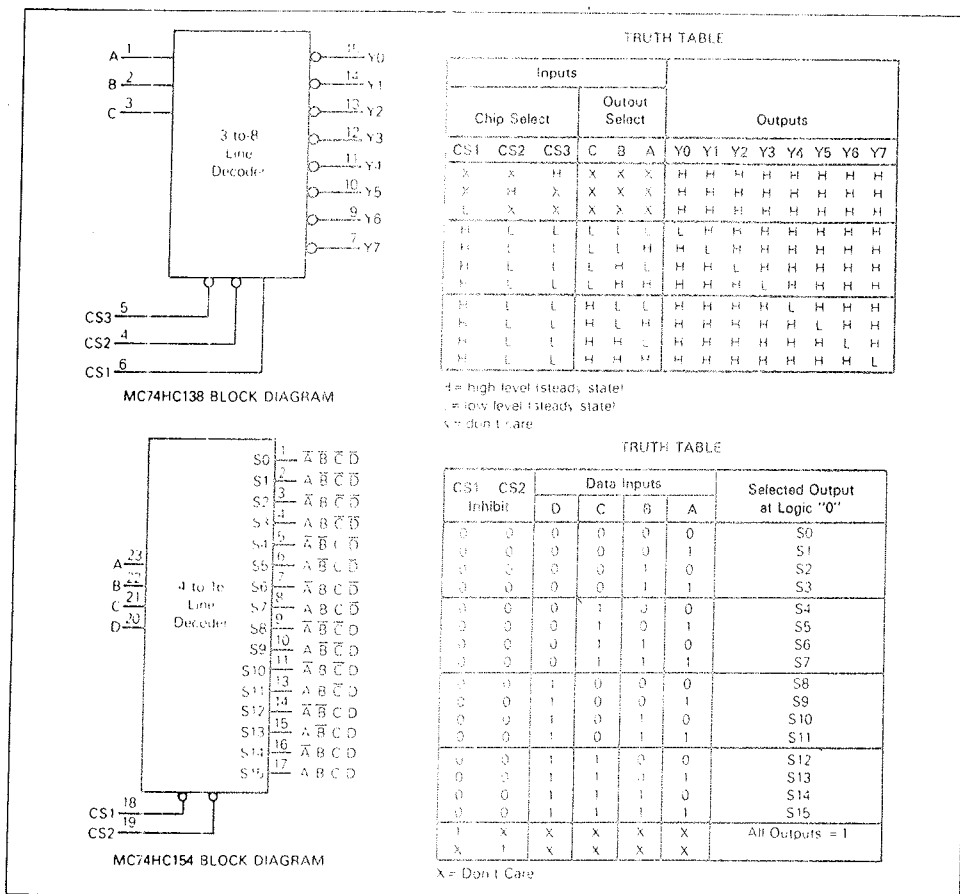 A 1
B 2
C 3
3 to-8
Line
Decoder
15 Y0
14 Y1
13 Y2
12 Y3
11 Y4
10 Y5
9 Y6
7 Y7
CS3 5
CS2 4
CS1 6
MC74HC138 BLOCK DIAGRAM
TRUTH TABLE
Inputs
Chip Select Output Select Outputs
CS1 CS2 CS3 C B A Y0 Y1 Y2 Y3 Y4 Y5 Y6 Y7
X X H X X X H H H H H H H H
X H X X X X H H H H H H H H
L X X X X X H H H H H H H H
H L L L L L L H H H H H H H
H L L L L H H L H H H H H H
H L L L H L H H L H H H H H
H L L L H H H H H L H H H H
H L L H L L H H H H L H H H
H L L H L H H H H H H L H H
H L L H H L H H H H H H L H
H L L H H H H H H H H H H L
H = high level (steady state)
L = low level (steady state)
X = don't care
A 23
B 22
C 21
D 20
4 to 16
Line
Decoder
S0 1 A̅ B̅ C̅ D̅
S1 2 A B̅ C̅ D̅
S2 3 A̅ B C̅ D̅
S3 4 A B C̅ D̅
S4 5 A̅ B̅ C D̅
S5 6 A B̅ C D̅
S6 7 A̅ B C D̅
S7 8 A B C D̅
S8 9 A̅ B̅ C̅ D
S9 10 A B̅ C̅ D
S10 11 A̅ B C̅ D
S11 13 A B C̅ D
S12 14 A̅ B̅ C D
S13 15 A B̅ C D
S14 16 A̅ B C D
S15 17 A B C D
CS1 18
CS2 19
MC74HC154 BLOCK DIAGRAM
TRUTH TABLE
CS1 CS2 Data Inputs Selected Output
Inhibit D C B A at Logic "0"
0 0 0 0 0 0 S0
0 0 0 0 0 1 S1
0 0 0 0 1 0 S2
0 0 0 0 1 1 S3
0 0 0 1 0 0 S4
0 0 0 1 0 1 S5
0 0 0 1 1 0 S6
0 0 0 1 1 1 S7
0 0 1 0 0 0 S8
0 0 1 0 0 1 S9
0 0 1 0 1 0 S10
0 0 1 0 1 1 S11
0 0 1 1 0 0 S12
0 0 1 1 0 1 S13
0 0 1 1 1 0 S14
0 0 1 1 1 1 S15
1 X X X X X All Outputs = 1
X 1 X X X X
X = Don't Care